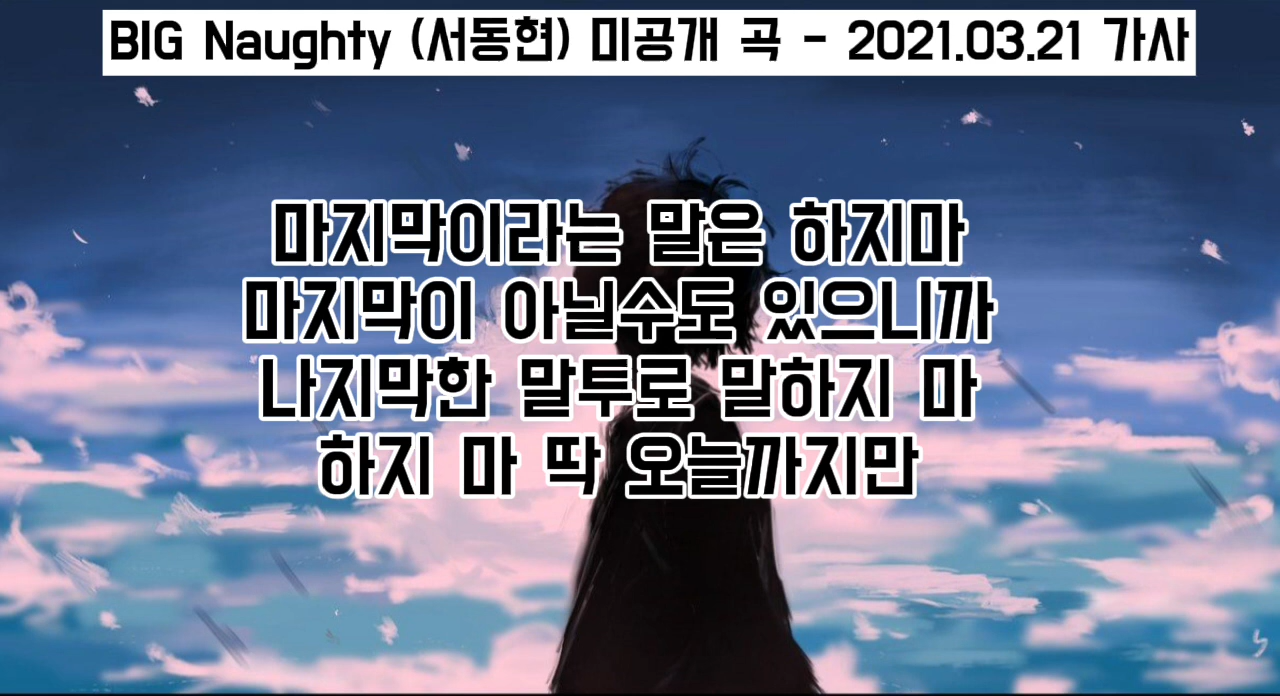 BIG Naughty (서동현) 미공개 곡 - 2021.03.21 가사
마지막이라는 말은 하지마
마지막이 아닐수도 있으니까
나지막한 말투로 말하지 마
하지 마 딱 오늘까지만